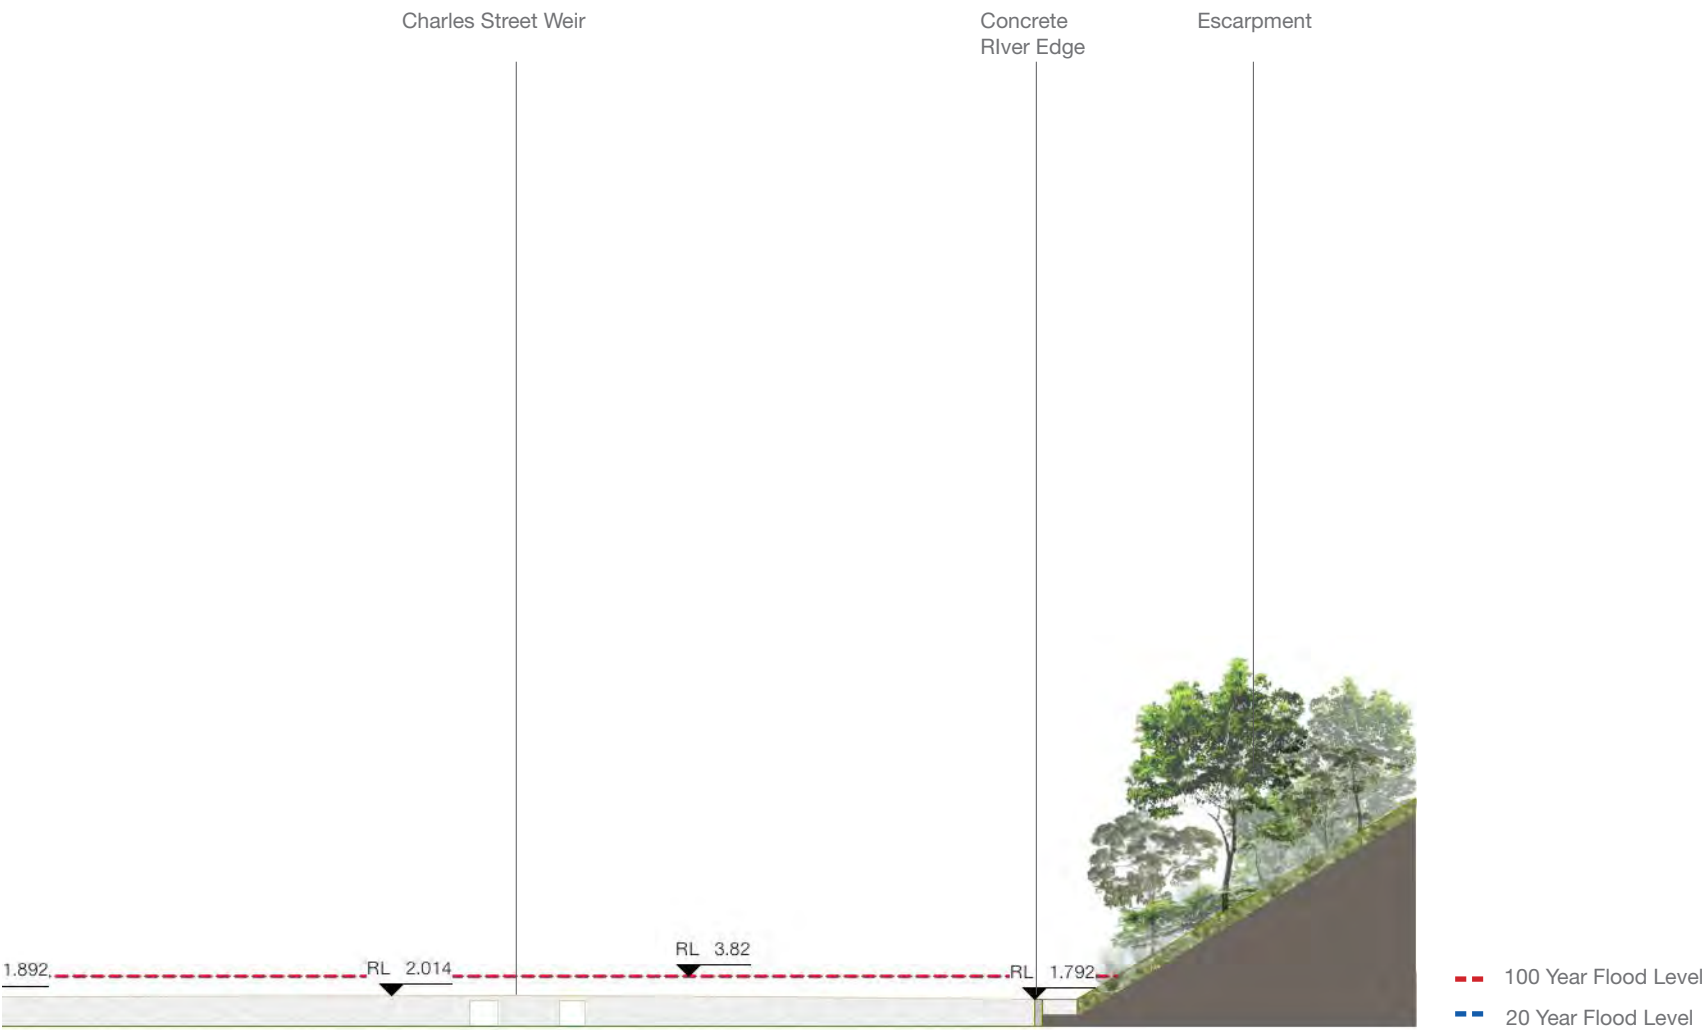 Charles Street Weir
Concrete
RIver Edge
Escarpment
RL 3.82
1.892
RL 2.014
RL 1.792
100 Year Flood Level
20 Year Flood Level